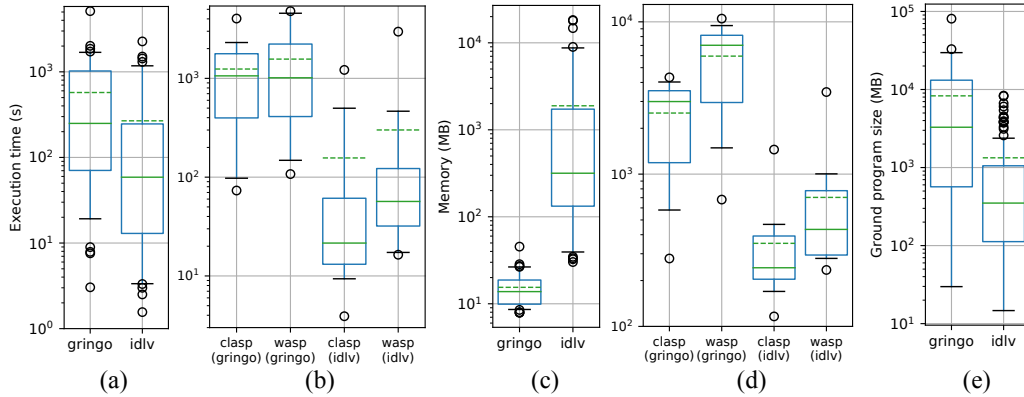 Execution time (s)
10³
10²
10¹
10⁰
gringo
idlv
(a)
10³
10²
10¹
clasp
(gringo)
wasp
(gringo)
clasp
(idlv)
wasp
(idlv)
(b)
Memory (MB)
10⁴
10³
10²
10¹
gringo
idlv
(c)
10⁴
10³
10²
clasp
(gringo)
wasp
(gringo)
clasp
(idlv)
wasp
(idlv)
(d)
Ground program size (MB)
10⁵
10⁴
10³
10²
10¹
gringo
idlv
(e)